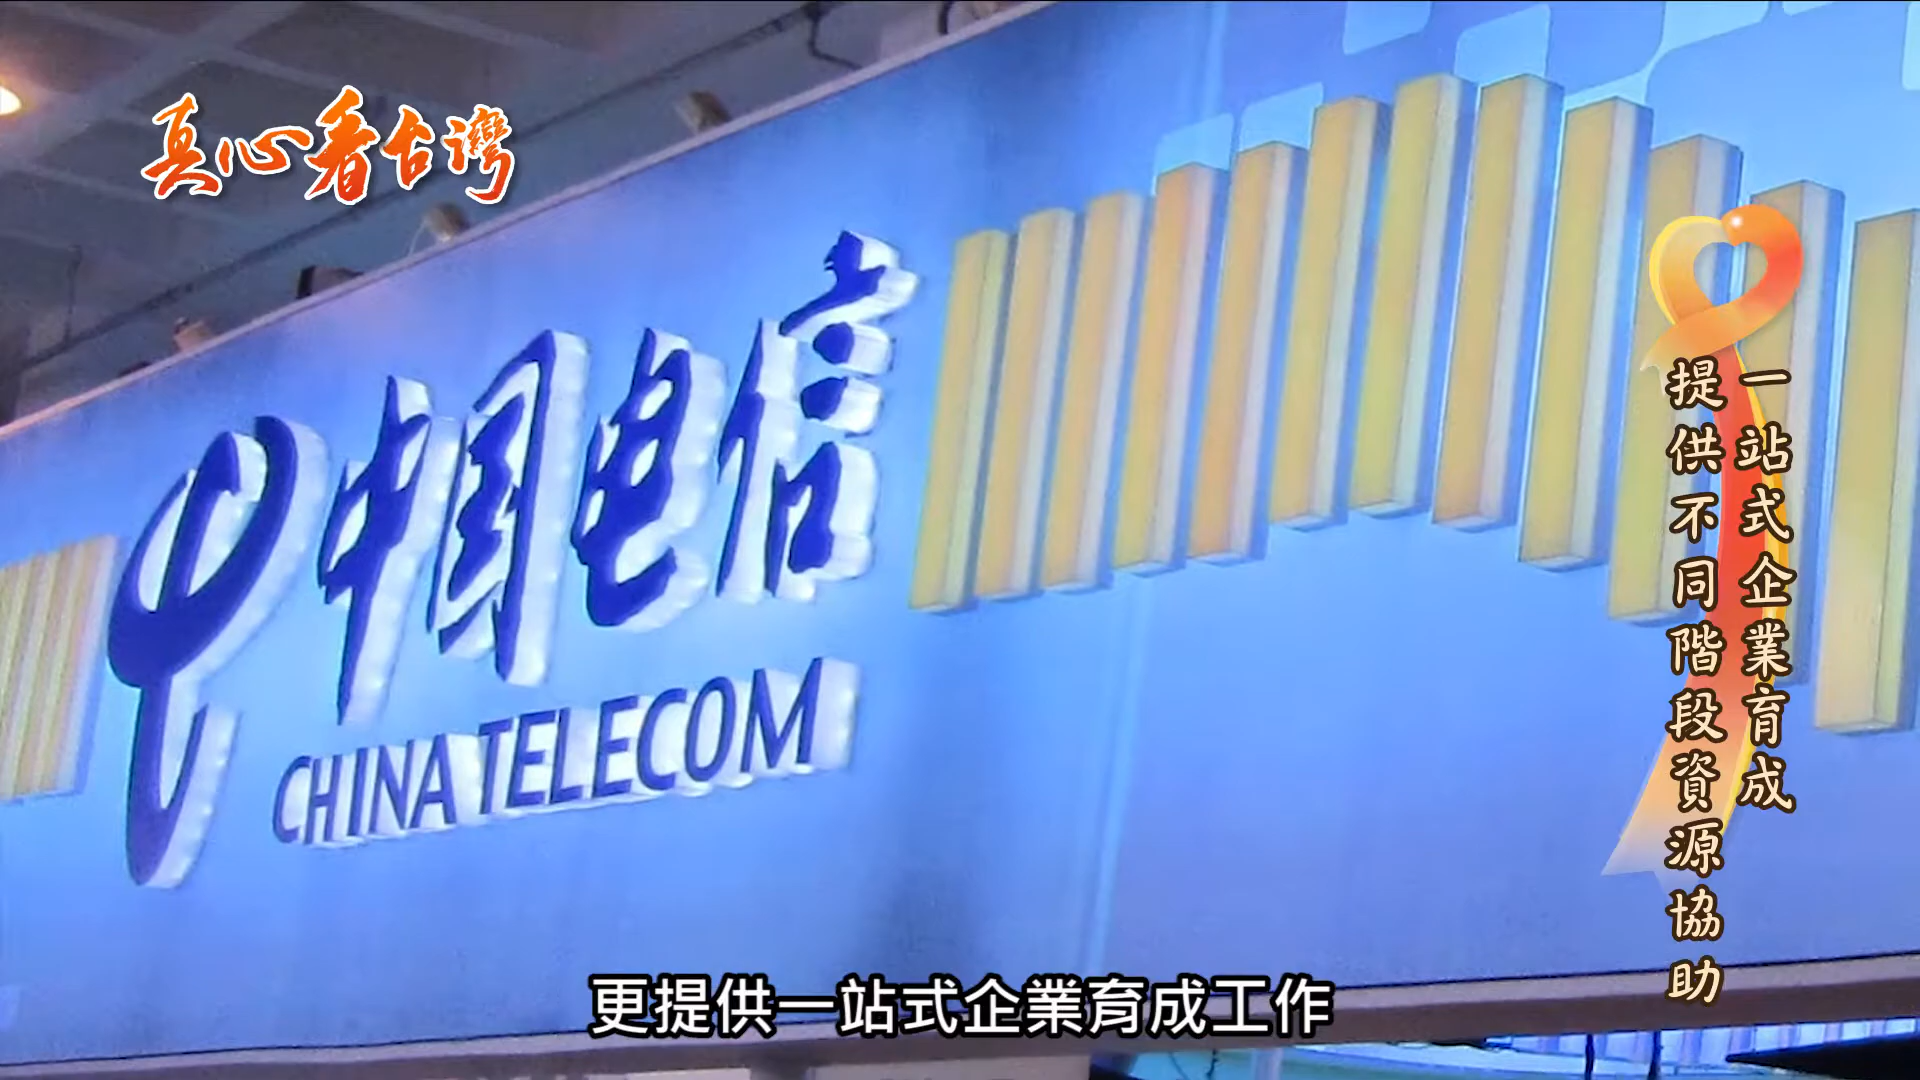 真心看台灣
中国电信
CHINA TELECOM
一站式企業育成
提供不同階段資源協助
更提供一站式企業育成工作